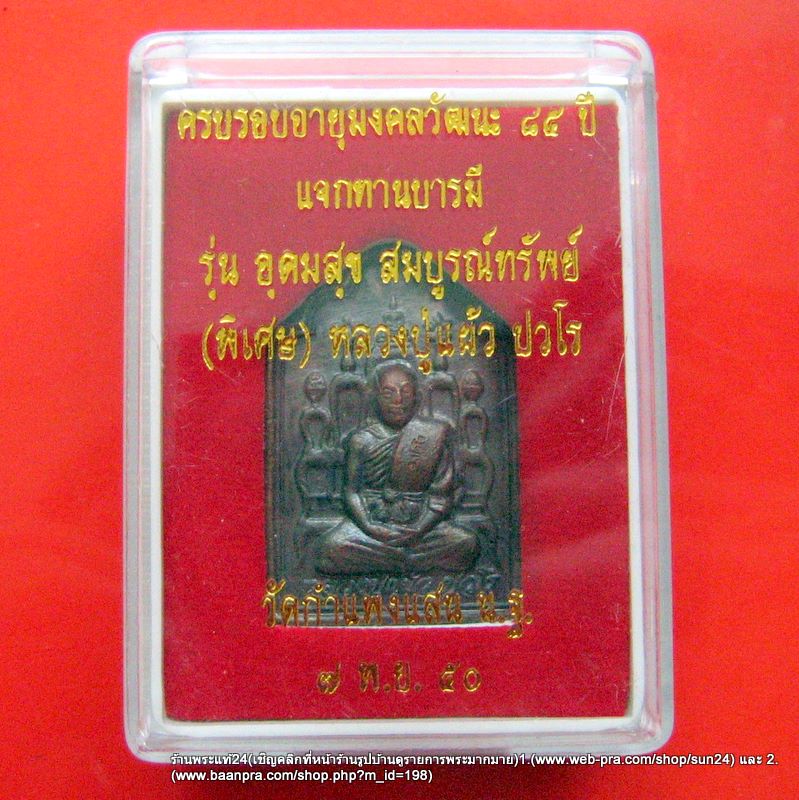 ครบรอบอายุมงคลวัฒนะ ๘๕ ปี
แจกทานบารมี
รุ่น อุดมสุข สมบูรณ์ทรัพย์
(พิเศษ) หลวงปู่แผ้ว ปวโร
วัดกำแพงแสน น.ฐ.
๗ พ.ย. ๕๐
ร้านพระแท้24(เชิญคลิกที่หน้าร้านรูปบ้านดูรายการพระมากมาย)1.(www.web-pra.com/shop/sun24) และ 2.
(www.baanpra.com/shop.php?m_id=198)